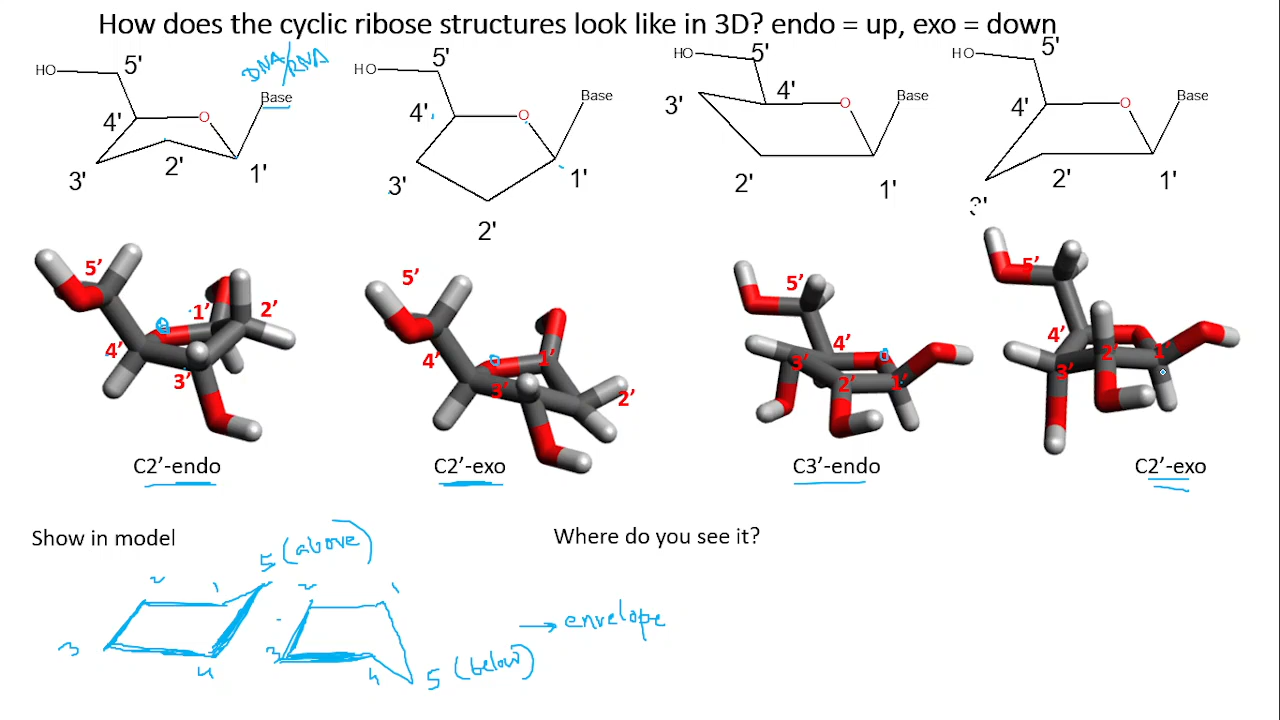 How does the cyclic ribose structures look like in 3D? endo = up, exo = down
HO 5' DNA/RNA Base 4' O 3' 2' 1'
HO 5' Base 4' O 3' 2' 1'
HO 5' Base 3' 4' O 2' 1'
HO 5' Base 4' O 3' 2' 1'
5’ 0 1’ 2’ 4’ 3’
5’ 4’ 0 3’ 1’ 2’
5’ 4’ 0 3’ 2’ 1’
5’ 4’ 2’ 1’ 3’
C2’-endo C2’-exo C3’-endo C2’-exo
Show in model Where do you see it?
5 (above)
2 1 3 4
2 1 3 4 5 (below)
→ envelope